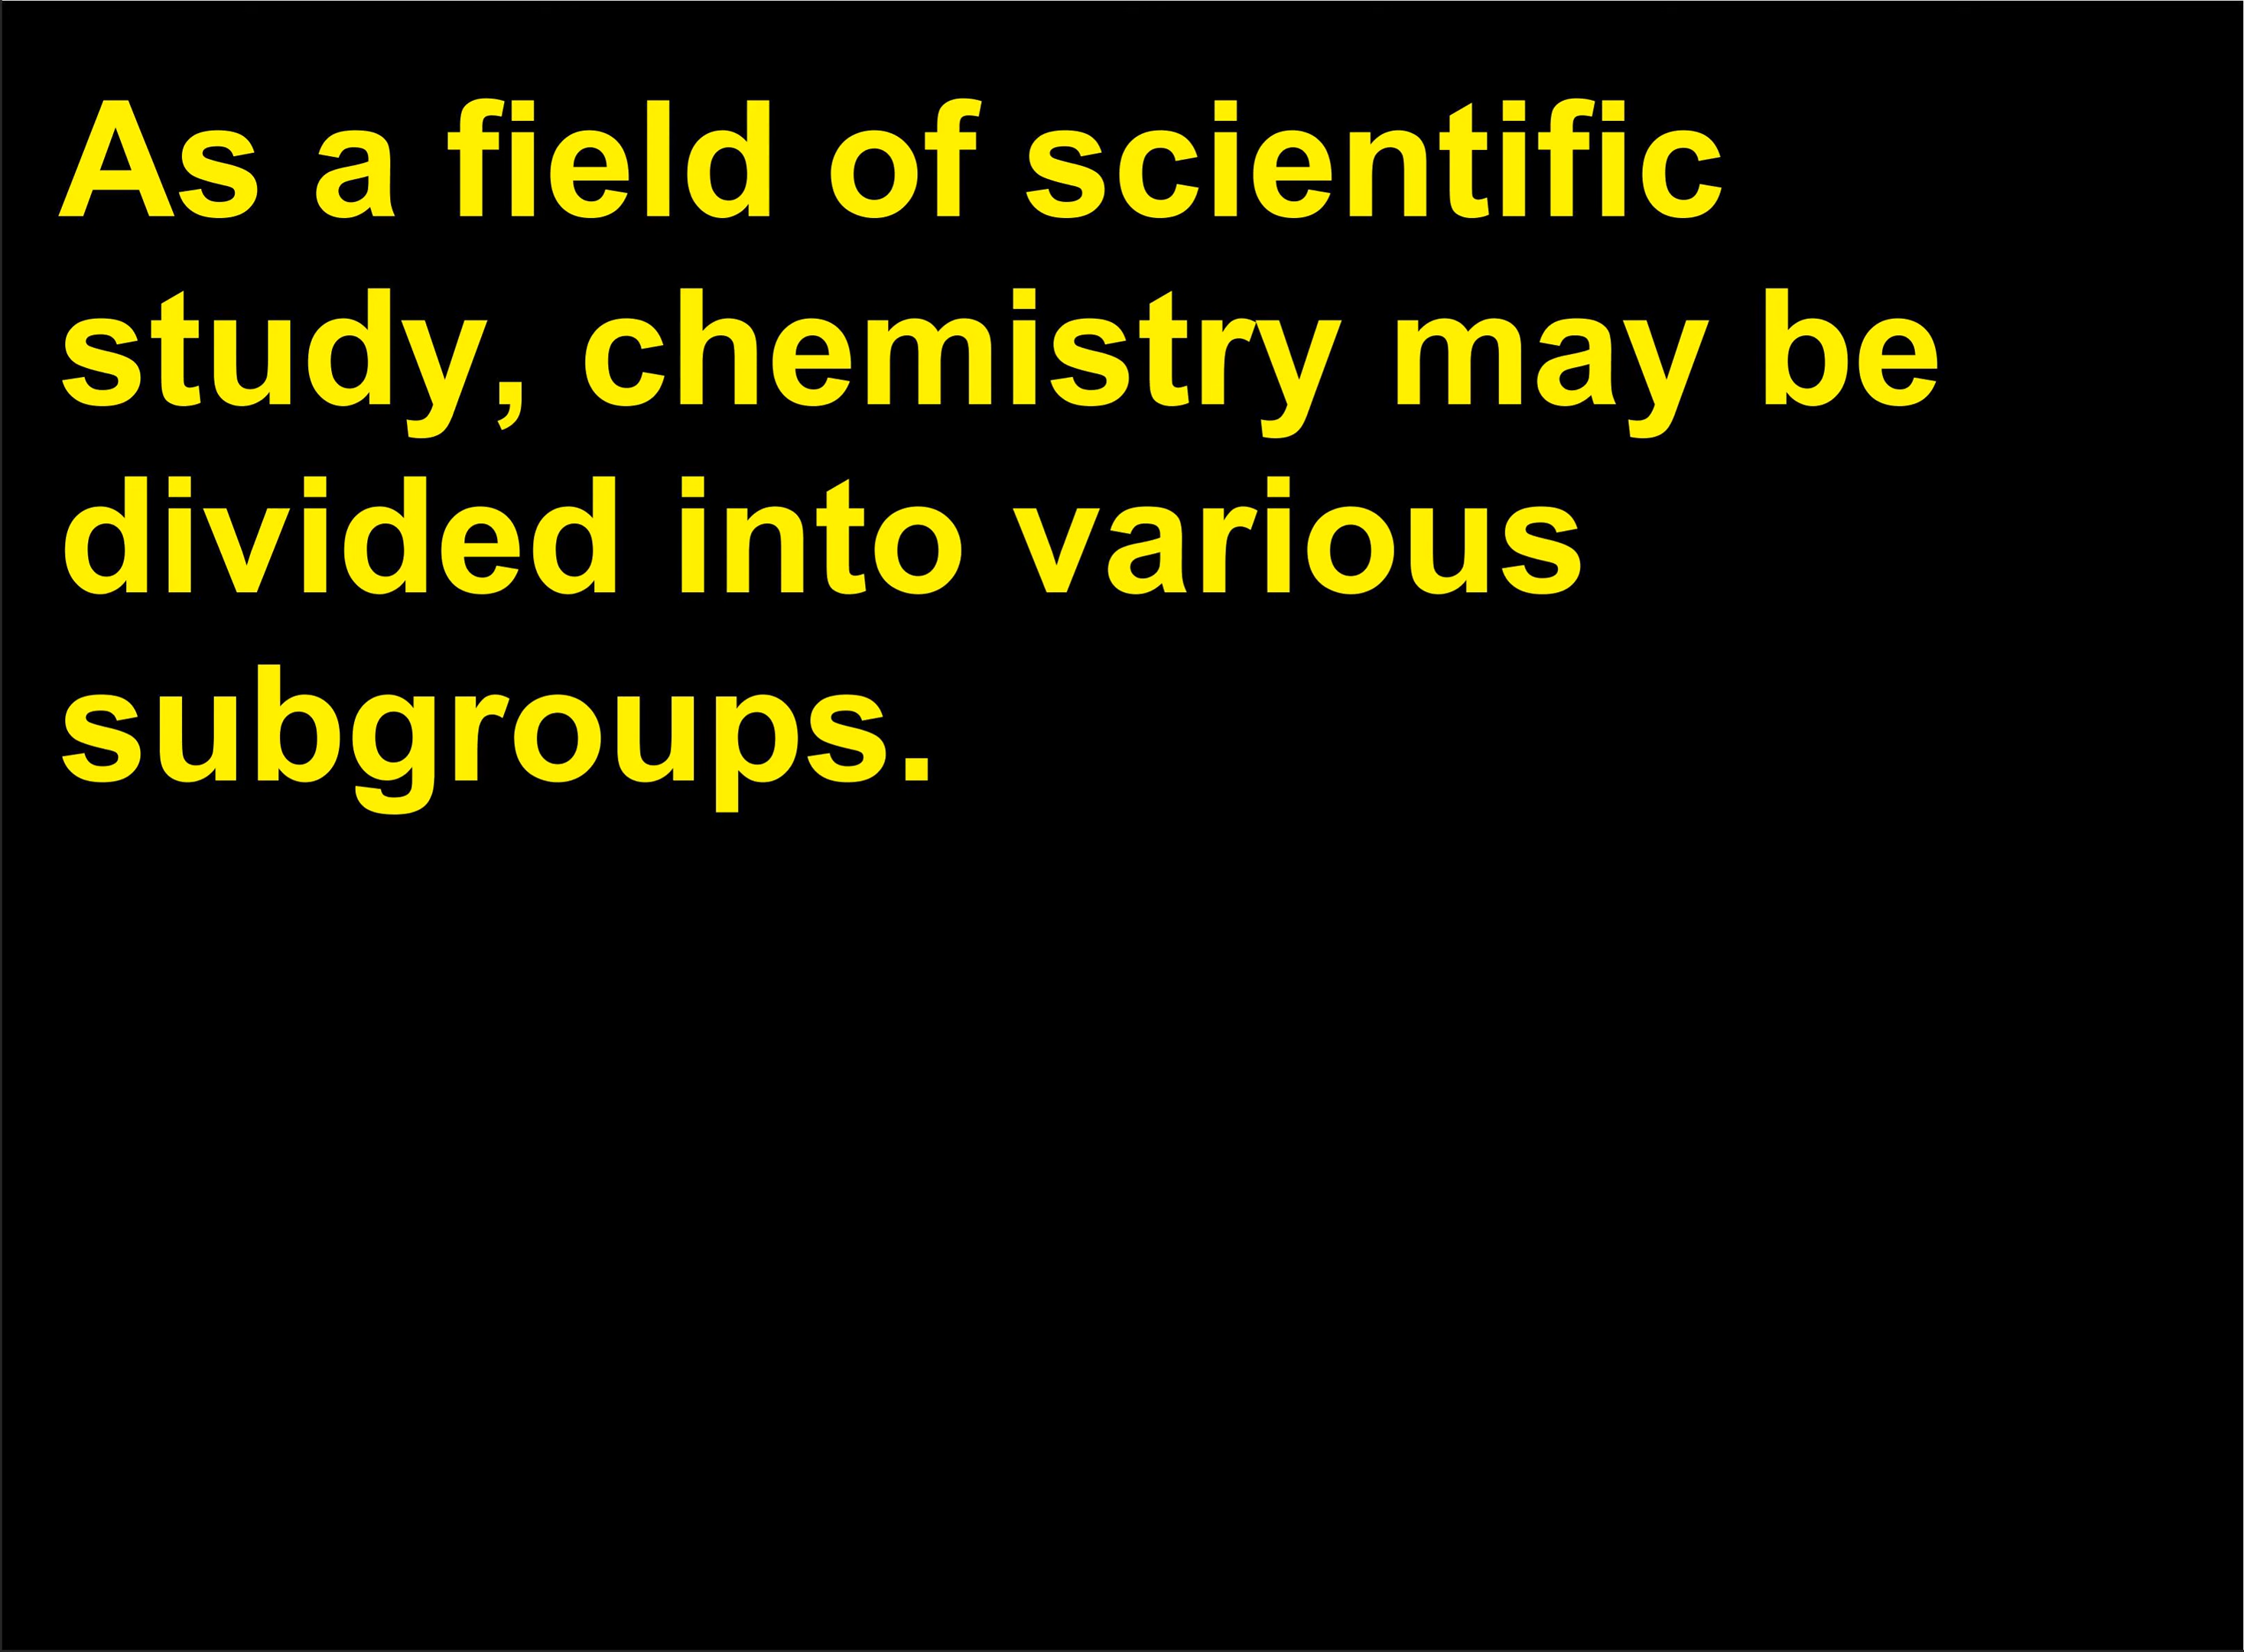 As a field of scientific
study, chemistry may be
divided into various
subgroups.